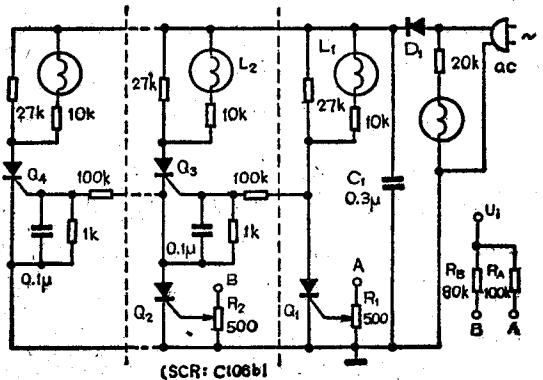 L2
L1
D1
ac
20k
27k
10k
27k
10k
27k
10k
Q4
Q3
100k
100k
C1
0.3μ
Ui
1k
0.1μ
1k
0.1μ
RB
80k
RA
100k
B
A
Q2
R2
500
Q1
R1
500
B
A
(SCR: C106b)